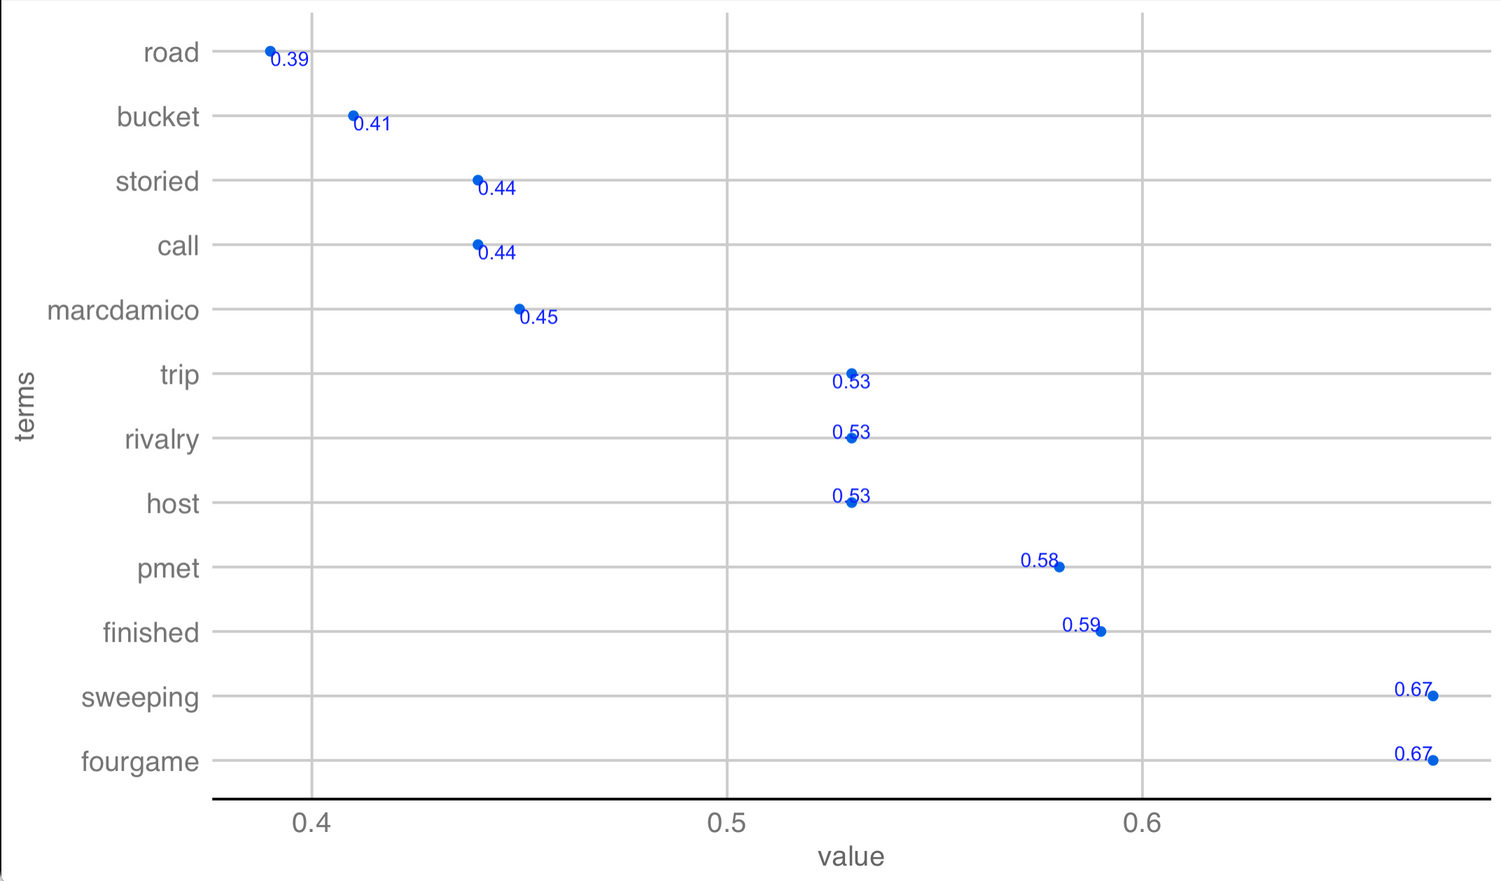 road
0.39
bucket
0.41
storied
0.44
call
0.44
marcdamico
0.45
trip
0.53
rivalry
0.53
host
0.53
pmet
0.58
finished
0.59
sweeping
0.67
fourgame
0.67
terms
0.4 0.5 0.6
value